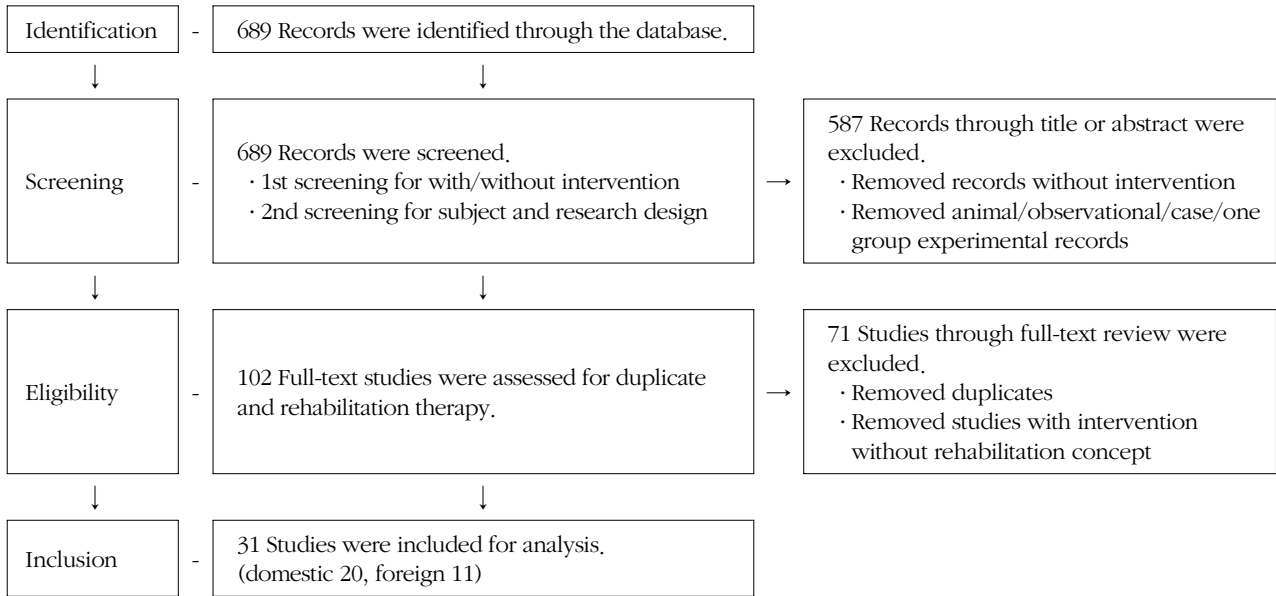 Identification - 689 Records were identified through the database.
↓ ↓
Screening - 689 Records were screened.
· 1st screening for with/without intervention
· 2nd screening for subject and research design
→
587 Records through title or abstract were
excluded.
· Removed records without intervention
· Removed animal/observational/case/one
group experimental records
↓ ↓
Eligibility - 102 Full-text studies were assessed for duplicate
and rehabilitation therapy.
→
71 Studies through full-text review were
excluded.
· Removed duplicates
· Removed studies with intervention
without rehabilitation concept
↓ ↓
Inclusion - 31 Studies were included for analysis.
(domestic 20, foreign 11)